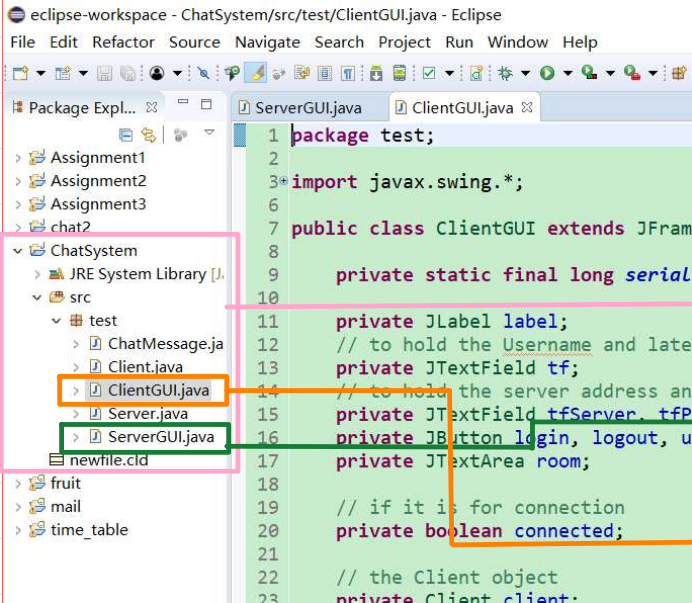 eclipse-workspace - ChatSystem/src/test/ClientGUI.java - Eclipse
File Edit Refactor Source Navigate Search Project Run Window Help
Package Expl...
ServerGUI.java
ClientGUI.java
Assignment1
Assignment2
Assignment3
chat2
ChatSystem
JRE System Library [J
src
test
ChatMessage.ja
Client.java
ClientGUI.java
Server.java
ServerGUI.java
newfile.cld
fruit
mail
time_table
1 package test;
2
3 import javax.swing.*;
6
7 public class ClientGUI extends JFram
8
9 private static final long serial
10
11 private JLabel label;
12 // to hold the Username and late
13 private JTextField tf;
14 // to hold the server address an
15 private JTextField tfServer, tfP
16 private JButton login, logout, u
17 private JTextArea room;
18
19 // if it is for connection
20 private boolean connected;
21
22 // the Client object
23 private Client client;